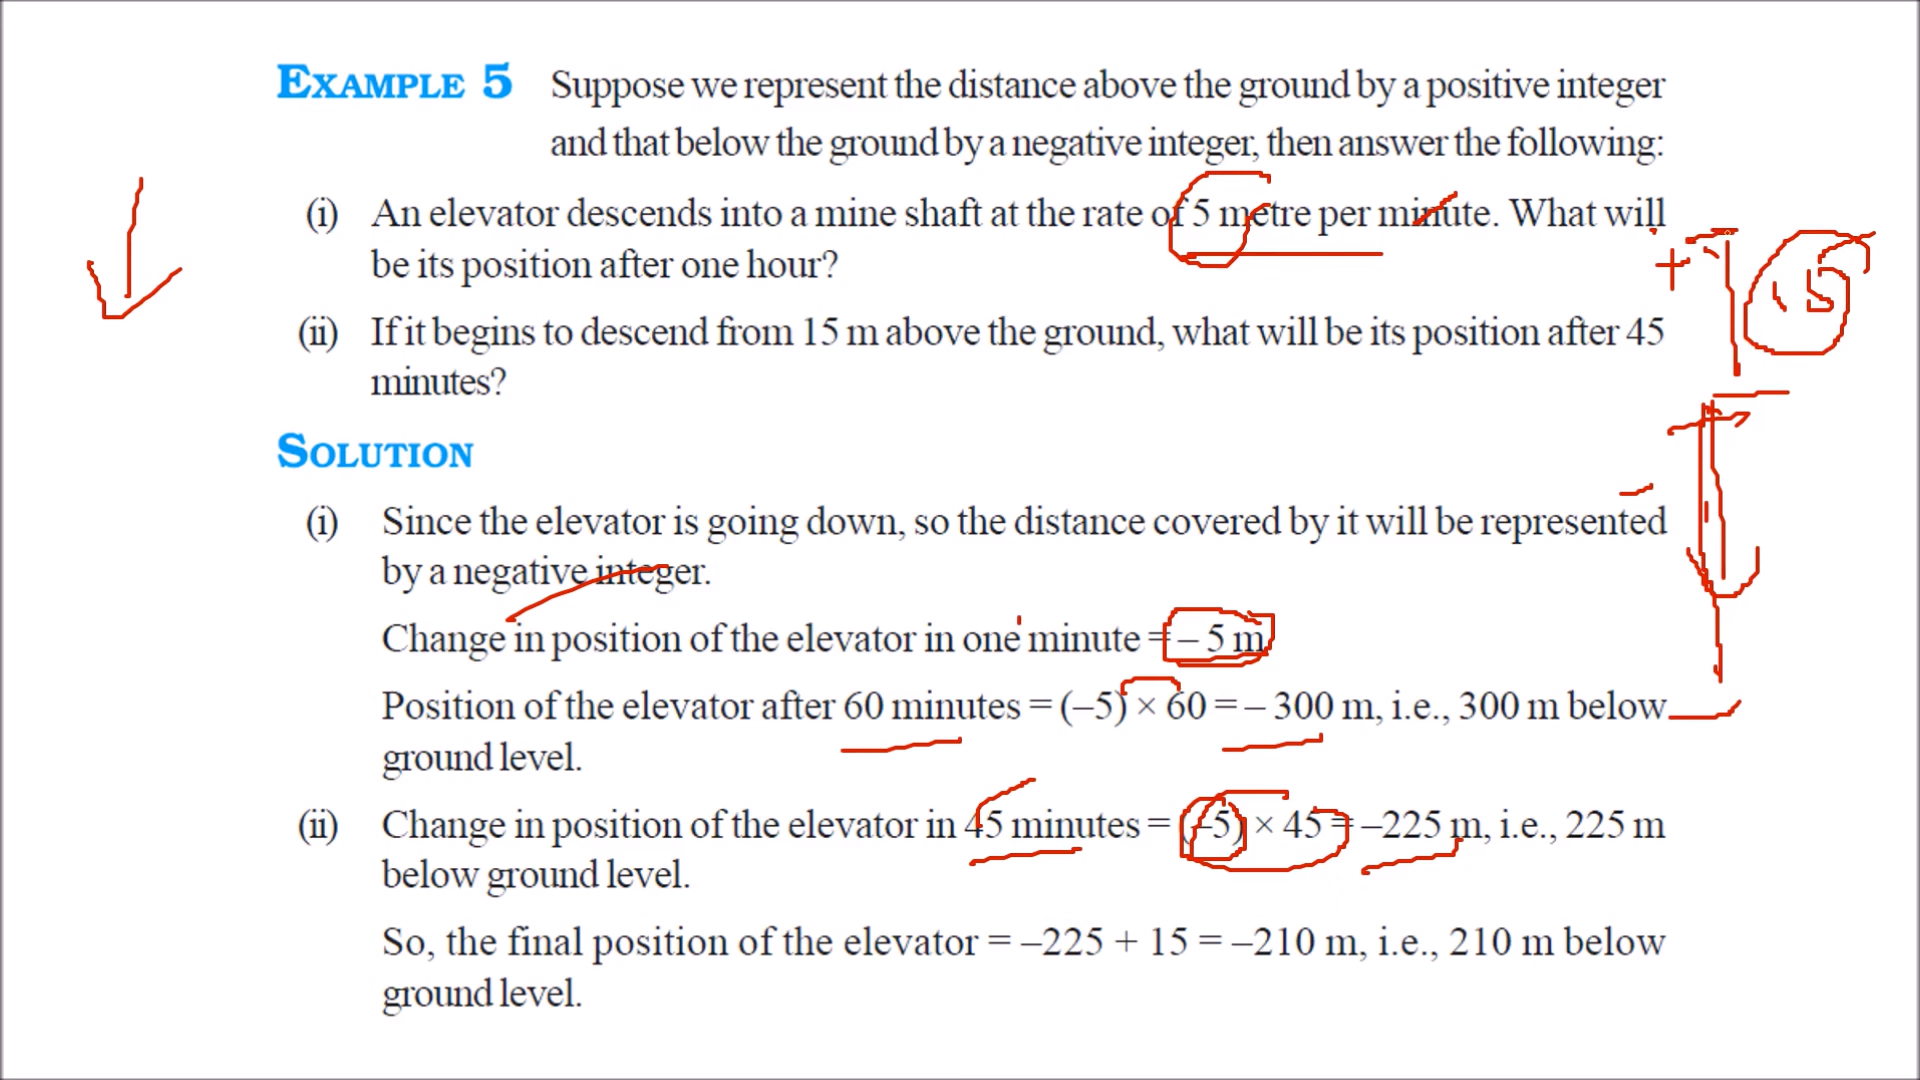 EXAMPLE 5 Suppose we represent the distance above the ground by a positive integer
and that below the ground by a negative integer, then answer the following:
(i) An elevator descends into a mine shaft at the rate of 5 metre per minute. What will
be its position after one hour?
(ii) If it begins to descend from 15 m above the ground, what will be its position after 45
minutes?
SOLUTION
(i) Since the elevator is going down, so the distance covered by it will be represented
by a negative integer.
Change in position of the elevator in one minute = – 5 m
Position of the elevator after 60 minutes = (–5) × 60 = – 300 m, i.e., 300 m below
ground level.
(ii) Change in position of the elevator in 45 minutes = (–5) × 45 = –225 m, i.e., 225 m
below ground level.
So, the final position of the elevator = –225 + 15 = –210 m, i.e., 210 m below
ground level.
+
15